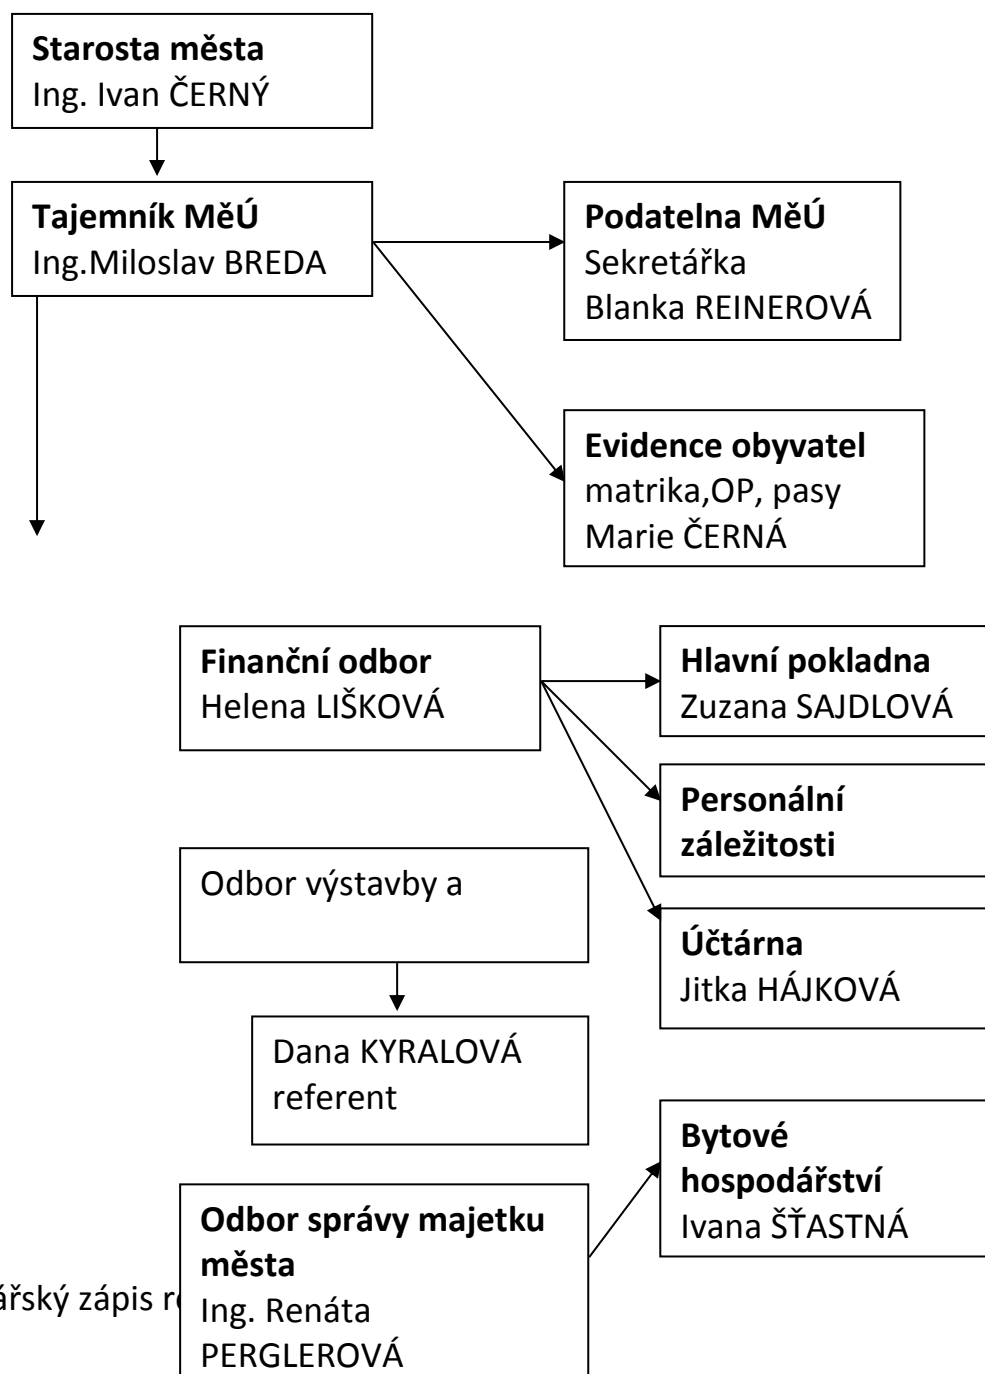 Starosta města
Ing. Ivan ČERNÝ
Tajemník MěÚ
Ing.Miloslav BREDA
Podatelna MěÚ
Sekretářka
Blanka REINEROVÁ
Evidence obyvatel
matrika,OP, pasy
Marie ČERNÁ
Finanční odbor
Helena LIŠKOVÁ
Hlavní pokladna
Zuzana SAJDLOVÁ
Personální
záležitosti
Účtárna
Jitka HÁJKOVÁ
Odbor výstavby a
Dana KYRALOVÁ
referent
Bytové
hospodářství
Ivana ŠŤASTNÁ
Odbor správy majetku
města
Ing. Renáta
PERGLEROVÁ
zápis